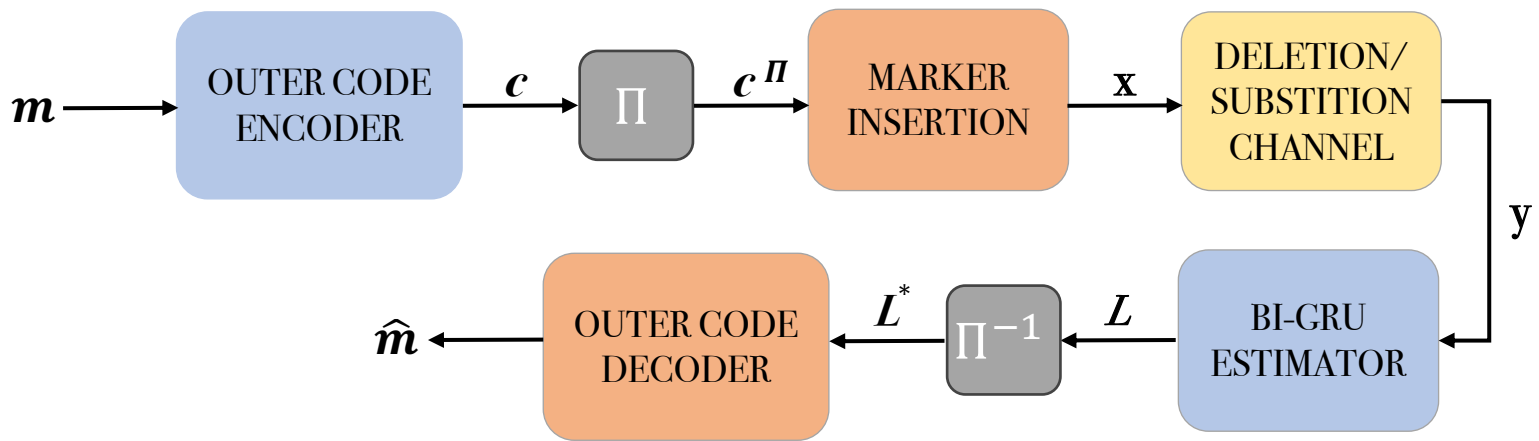 m
OUTER CODE
ENCODER
c
Π
c^Π
MARKER
INSERTION
x
DELETION/
SUBSTITION
CHANNEL
y
BI-GRU
ESTIMATOR
L
Π^−1
L^*
OUTER CODE
DECODER
m̂